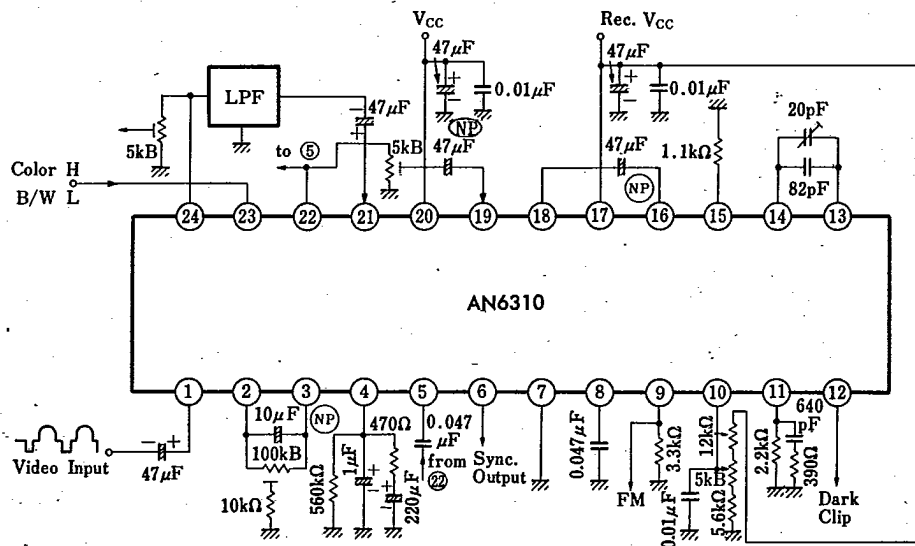 VCC
Rec. VCC
47μF
+
−
0.01μF
47μF
+
−
0.01μF
LPF
−
47μF
+
NP
5kB
to ⑤
5kB
47μF
47μF
NP
1.1kΩ
20pF
82pF
Color H
B/W L
24
23
22
21
20
19
18
17
16
15
14
13
AN6310
1
2
3
4
5
6
7
8
9
10
11
12
Video Input
− +
47μF
10μF
NP
100kB
10kΩ
560kΩ
1μF
+
−
470Ω
+
−
220μF
0.047
μF
from
㉒
Sync.
Output
0.047μF
FM
3.3kΩ
0.01μF
12kΩ
5kB
5.6kΩ
2.2kΩ
640
pF
390Ω
Dark
Clip